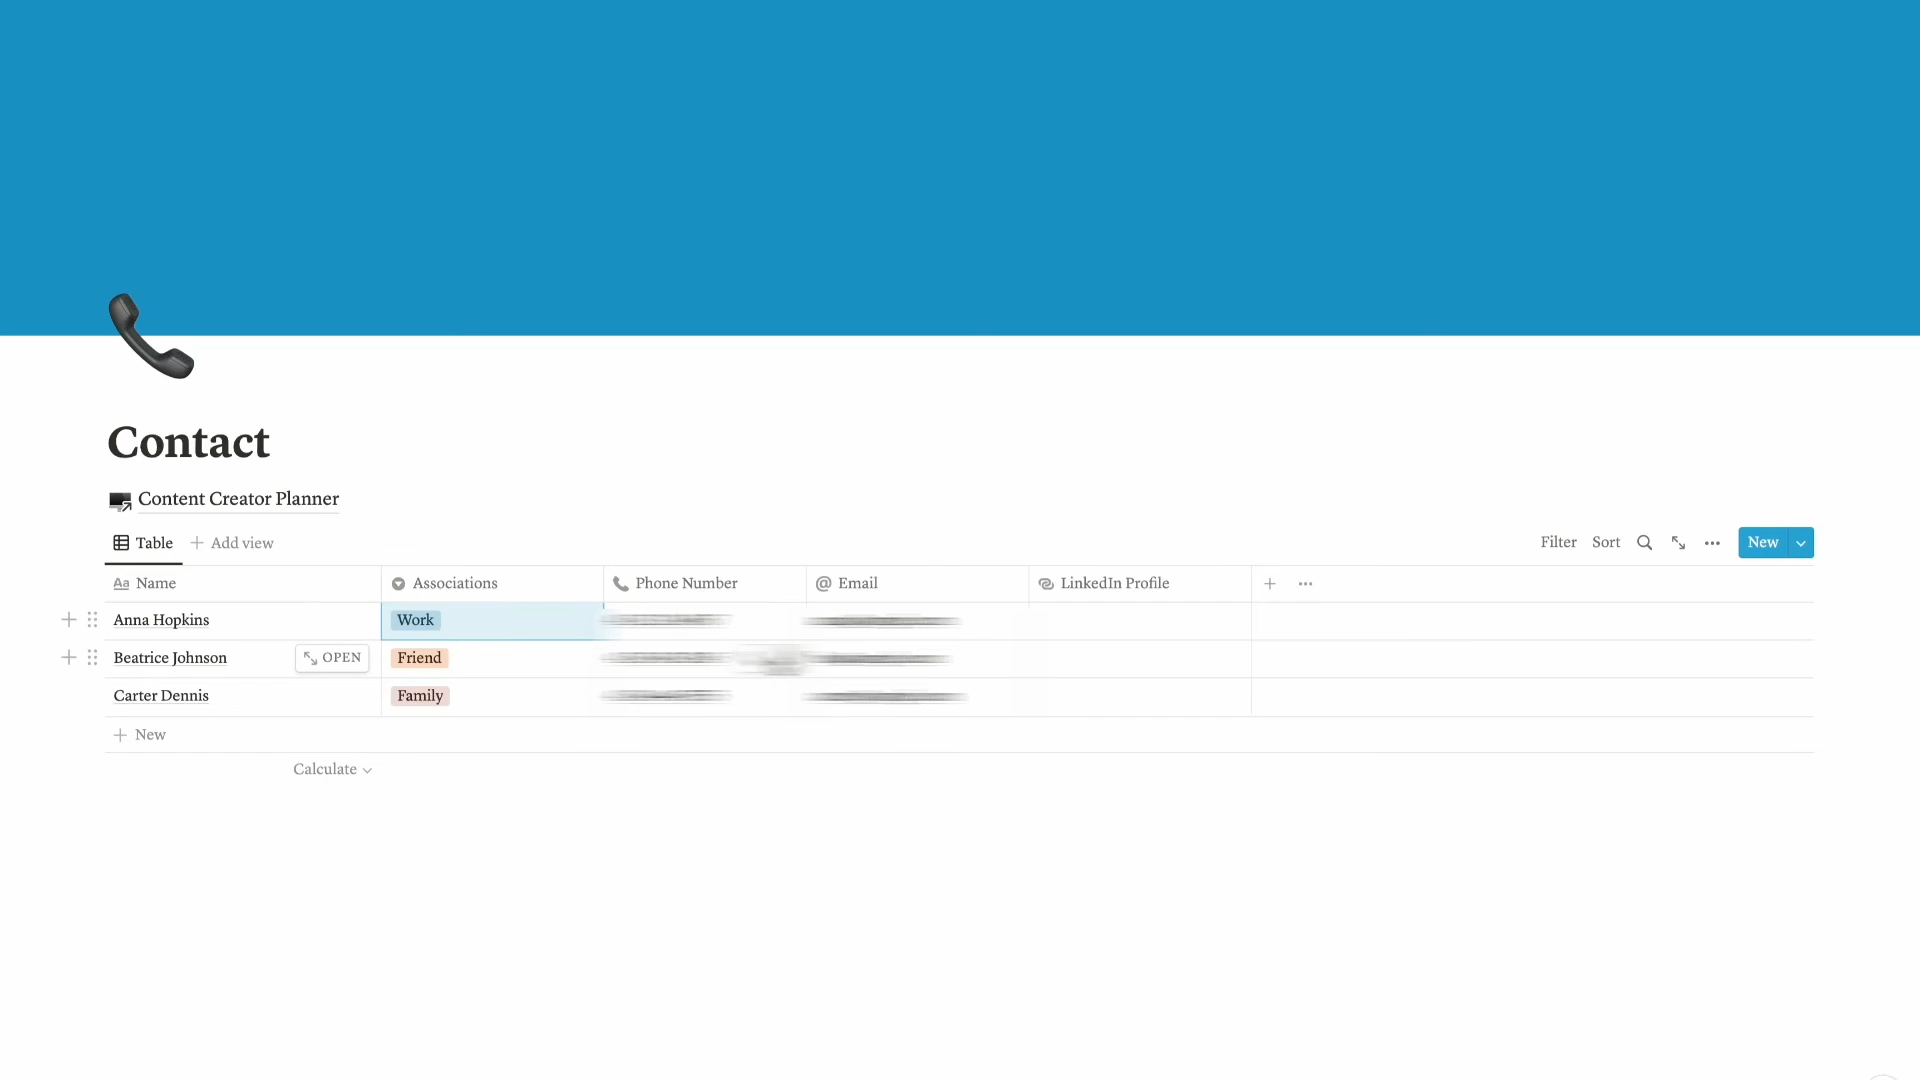 Contact
Content Creator Planner
Table Add view Filter Sort New
Aa Name Associations Phone Number @ Email LinkedIn Profile
Anna Hopkins Work
Beatrice Johnson OPEN Friend
Carter Dennis Family
New
Calculate